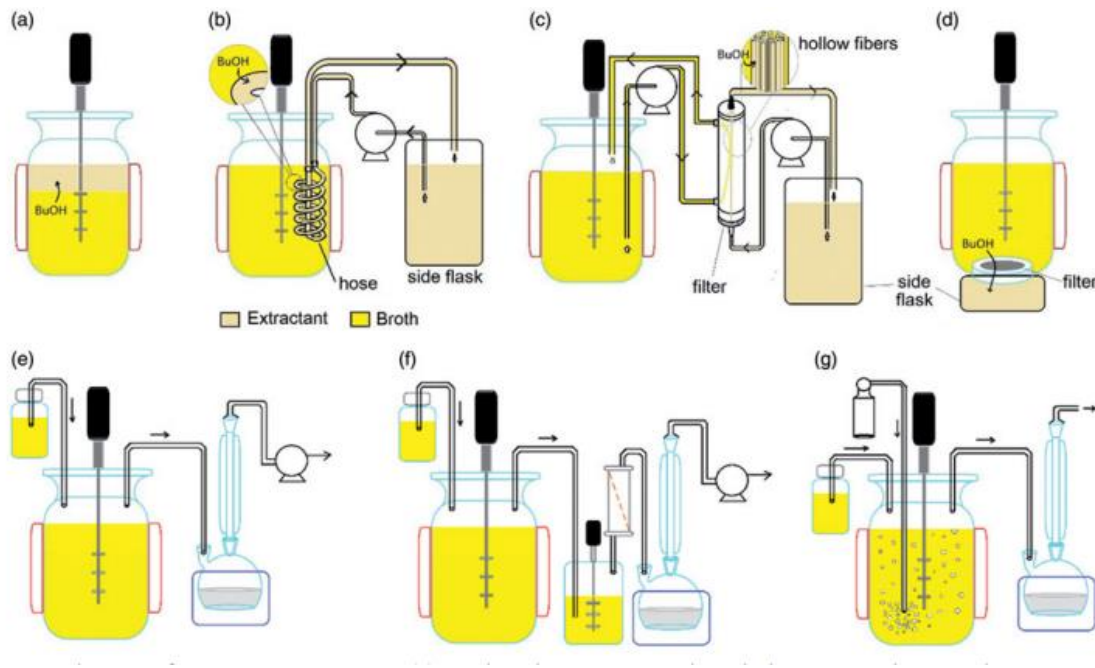 (a)
BuOH
(b)
BuOH
hose
side flask
(c)
BuOH
hollow fibers
filter
side
flask
(d)
BuOH
filter
Extractant
Broth
(e)
(f)
(g)